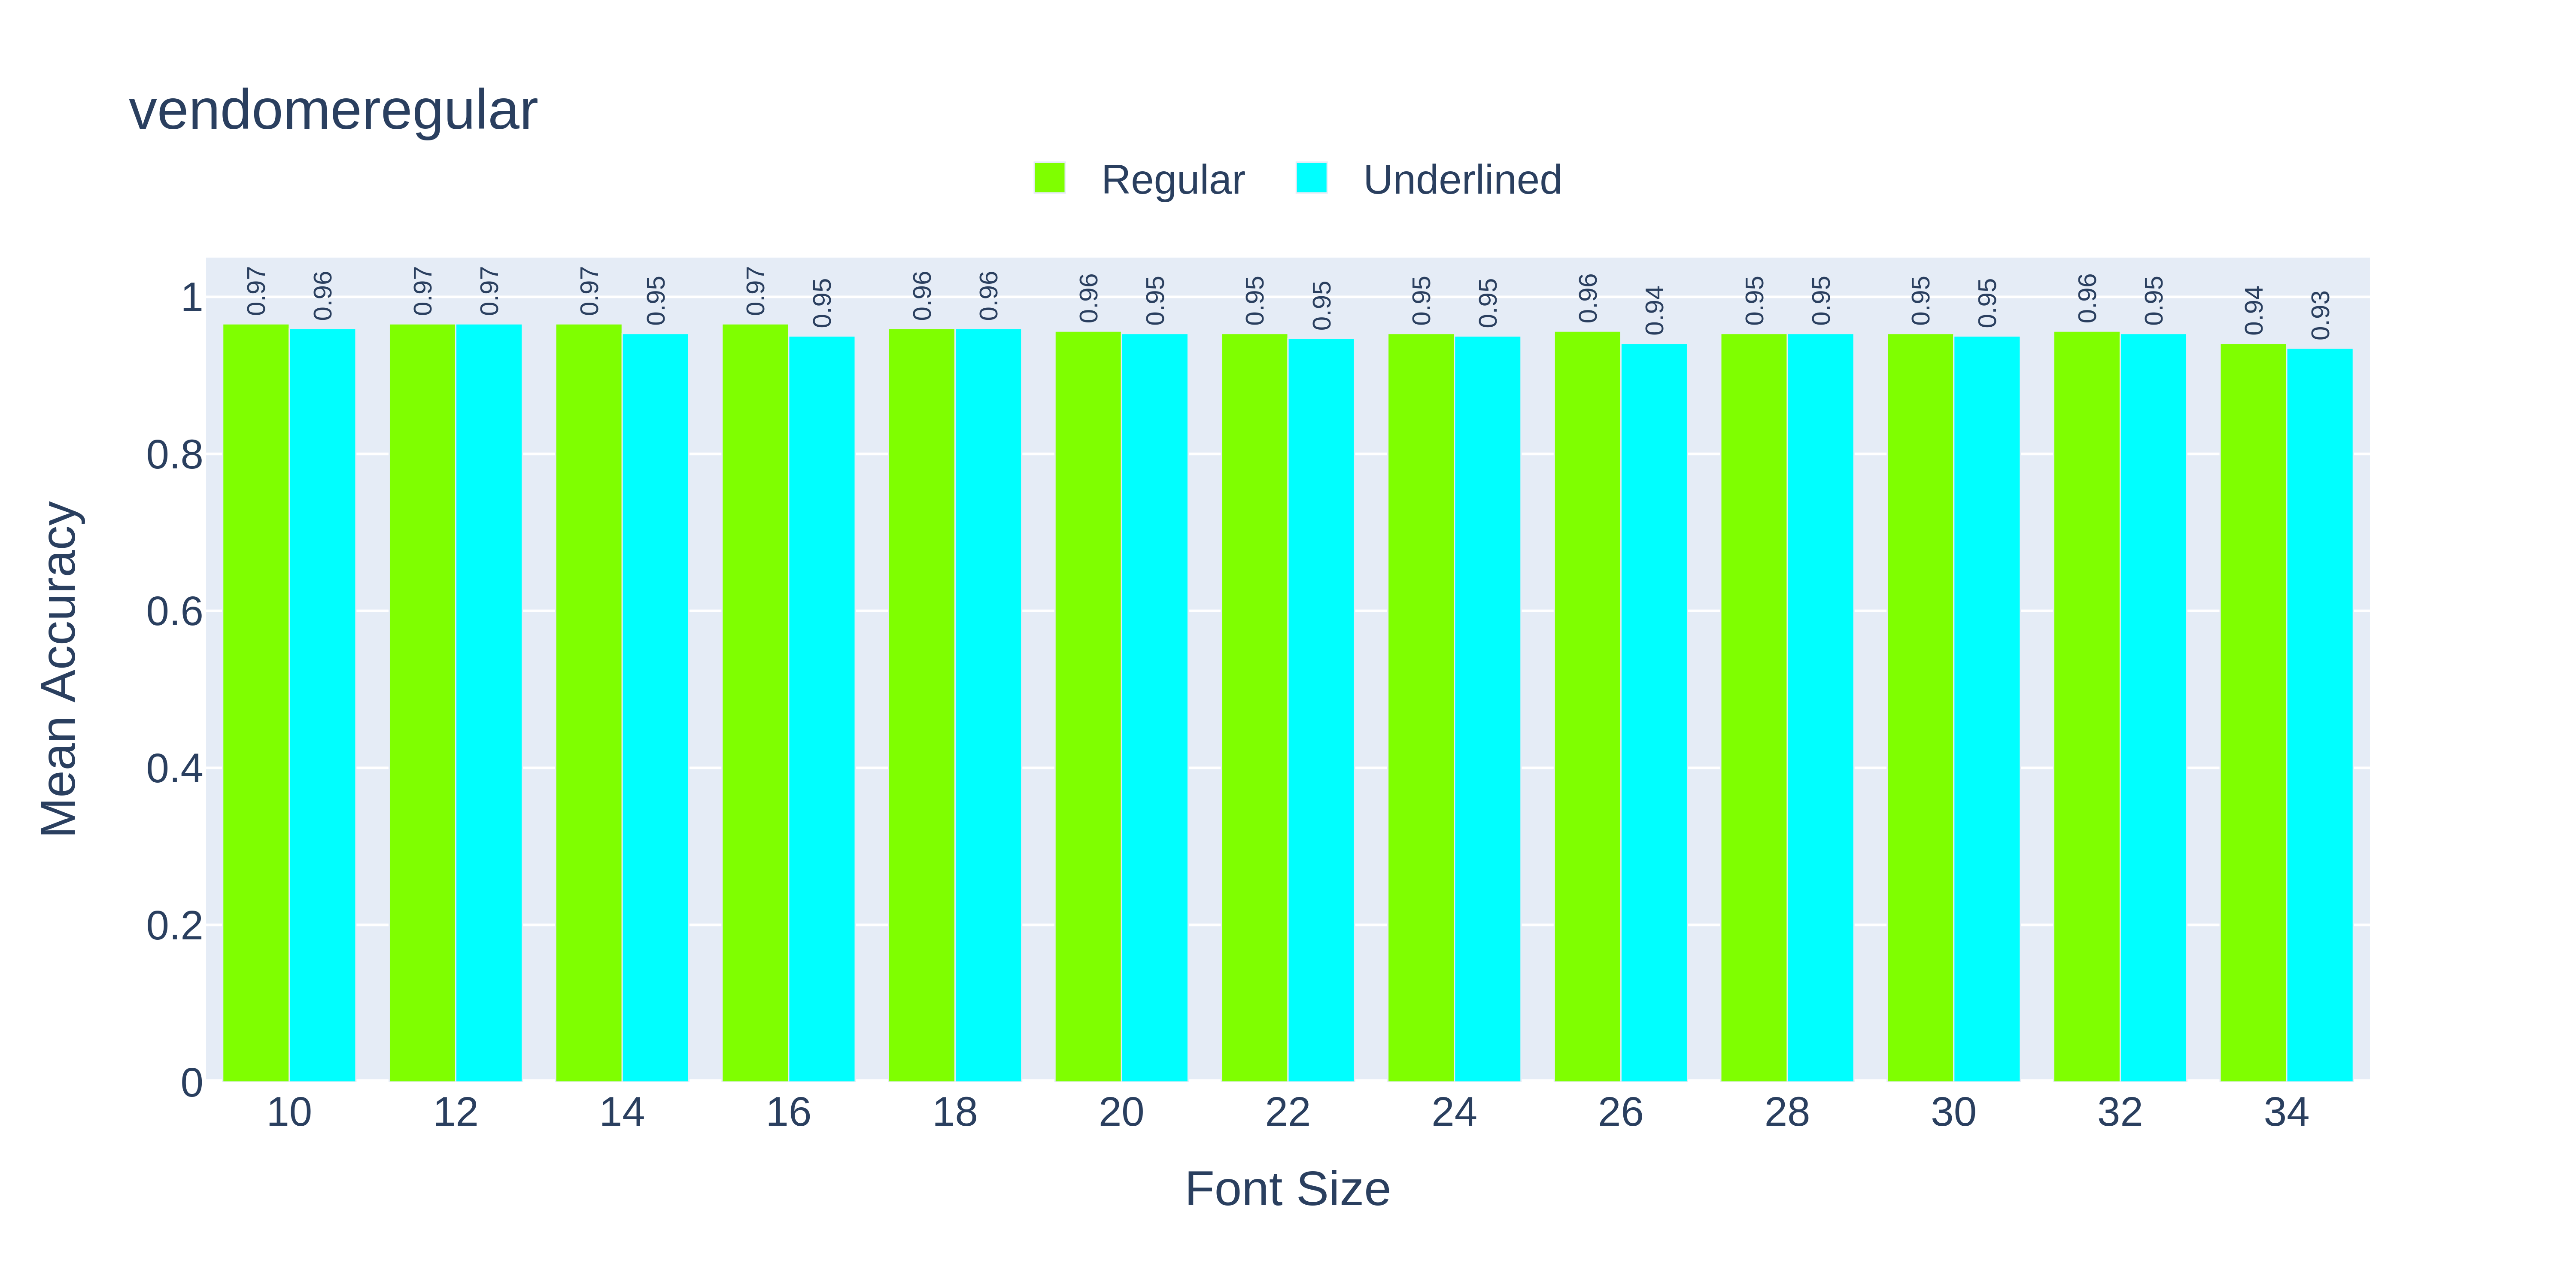 vendomeregular
Regular Underlined
0.97 0.96 0.97 0.97 0.97 0.95 0.97 0.95 0.96 0.96 0.96 0.95 0.95 0.95 0.95 0.95 0.96 0.94 0.95 0.95 0.95 0.95 0.96 0.95 0.94 0.93
1
0.8
0.6
0.4
0.2
0
Mean Accuracy
10 12 14 16 18 20 22 24 26 28 30 32 34
Font Size